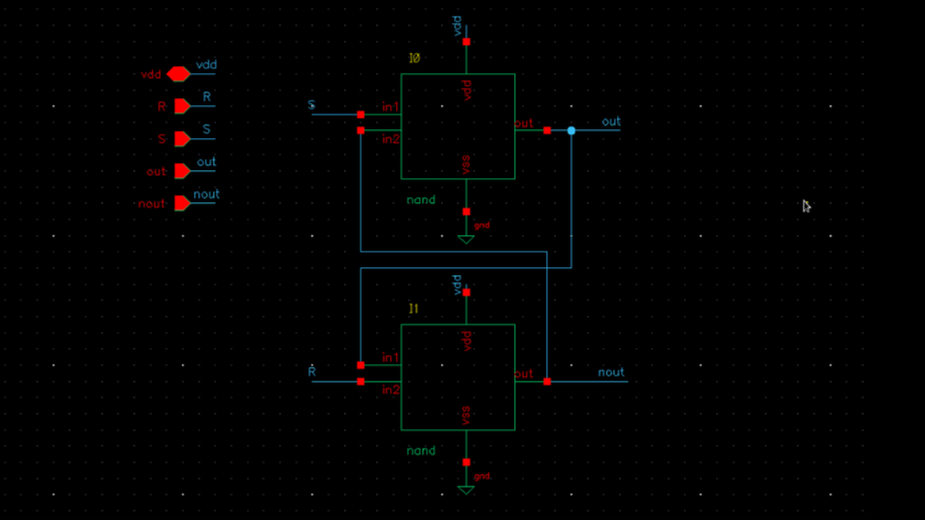 vdd vdd
R R
S S
out out
nout nout
vdd
I0
vdd
S
in1
in2
out
out
vss
nand
gnd
vdd
I1
vdd
in1
R
in2
out
nout
vss
nand
gnd